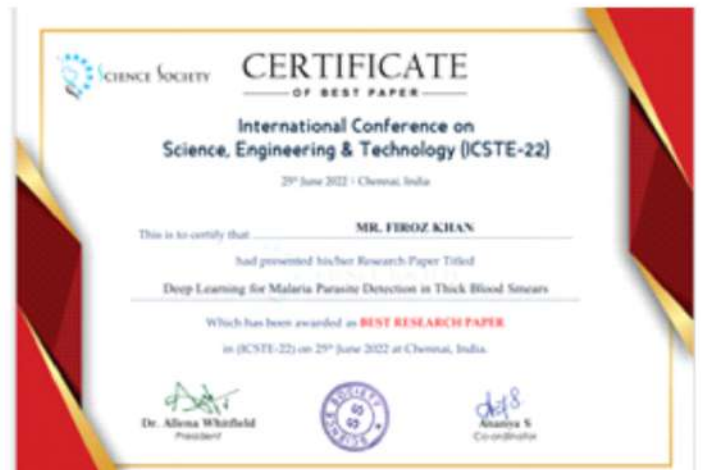 SCIENCE SOCIETY
CERTIFICATE
OF BEST PAPER
International Conference on
Science, Engineering & Technology (ICSTE-22)
25th June 2022 | Chennai, India
This is to certify that MR. FIROZ KHAN
had presented his/her Research Paper Titled
Deep Learning for Malaria Parasite Detection in Thick Blood Smears
Which has been awarded as BEST RESEARCH PAPER
in (ICSTE-22) on 25th June 2022 at Chennai, India.
SCIENCE SOCIETY
Dr. Allena Whitfield
President
Ananya S
Co-ordinator